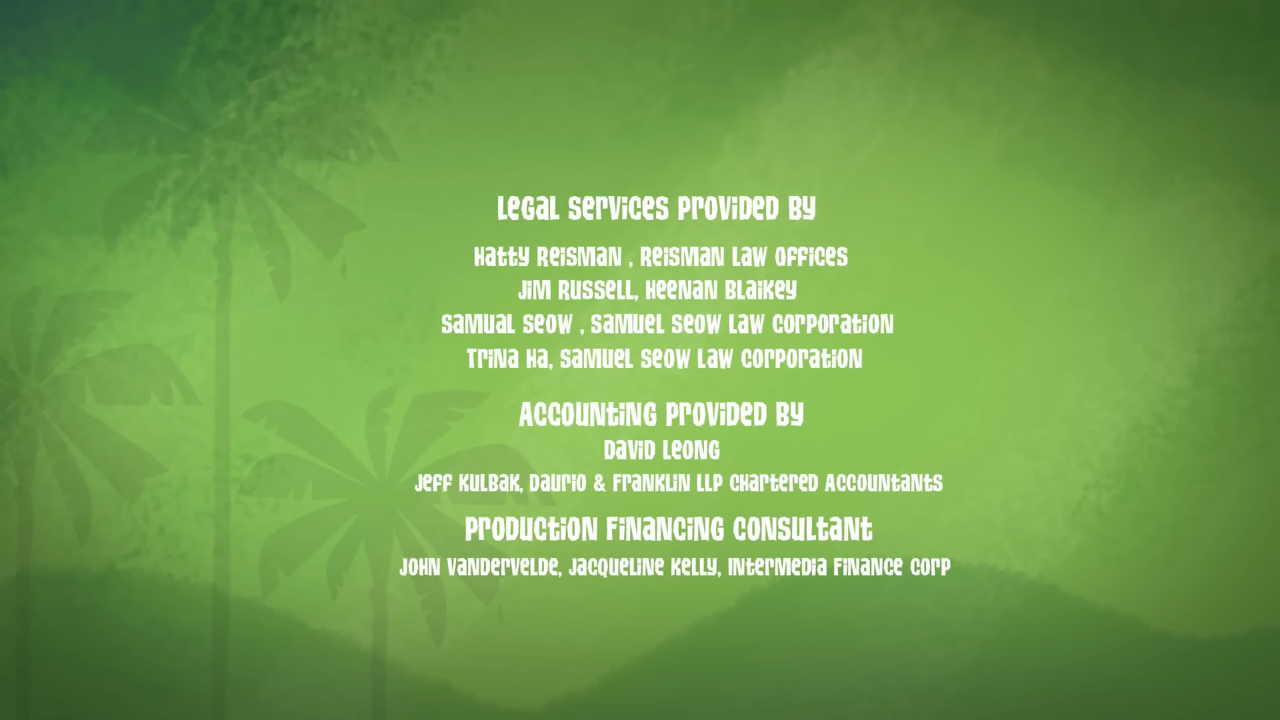 Legal Services Provided By
Hatty Reisman , Reisman Law Offices
Jim Russell, Heenan Blaikey
Samual Seow , Samuel Seow Law Corporation
Trina Ha, Samuel Seow Law Corporation
Accounting Provided By
David Leong
Jeff Kulbak, Daurio & Franklin LLP Chartered Accountants
Production Financing Consultant
John Vandervelde, Jacqueline Kelly, Intermedia Finance Corp